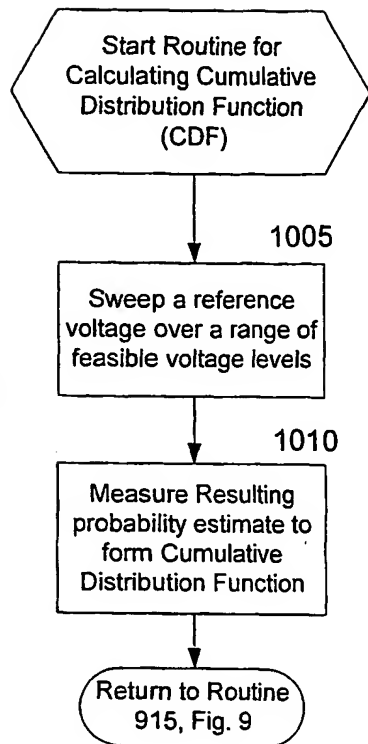 Start Routine for
Calculating Cumulative
Distribution Function
(CDF)
1005
Sweep a reference
voltage over a range of
feasible voltage levels
1010
Measure Resulting
probability estimate to
form Cumulative
Distribution Function
Return to Routine
915, Fig. 9